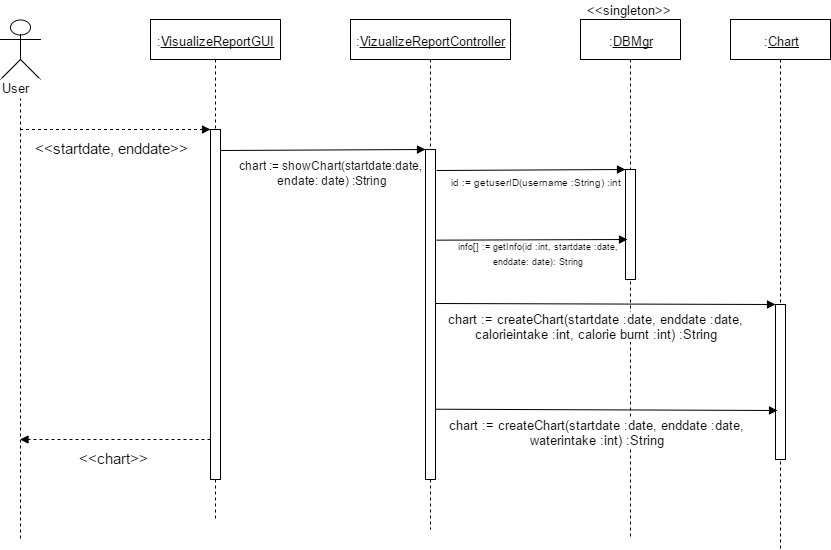 <<singleton>>
:VisualizeReportGUI
:VizualizeReportController
:DBMgr
:Chart
User
<<startdate, enddate>>
chart := showChart(startdate:date,
endate: date) :String
id := getuserID(username :String) :int
info[] := getInfo(id :int, startdate :date,
enddate: date): String
chart := createChart(startdate :date, enddate :date,
calorieintake :int, calorie burnt :int) :String
chart := createChart(startdate :date, enddate :date,
waterintake :int) :String
<<chart>>